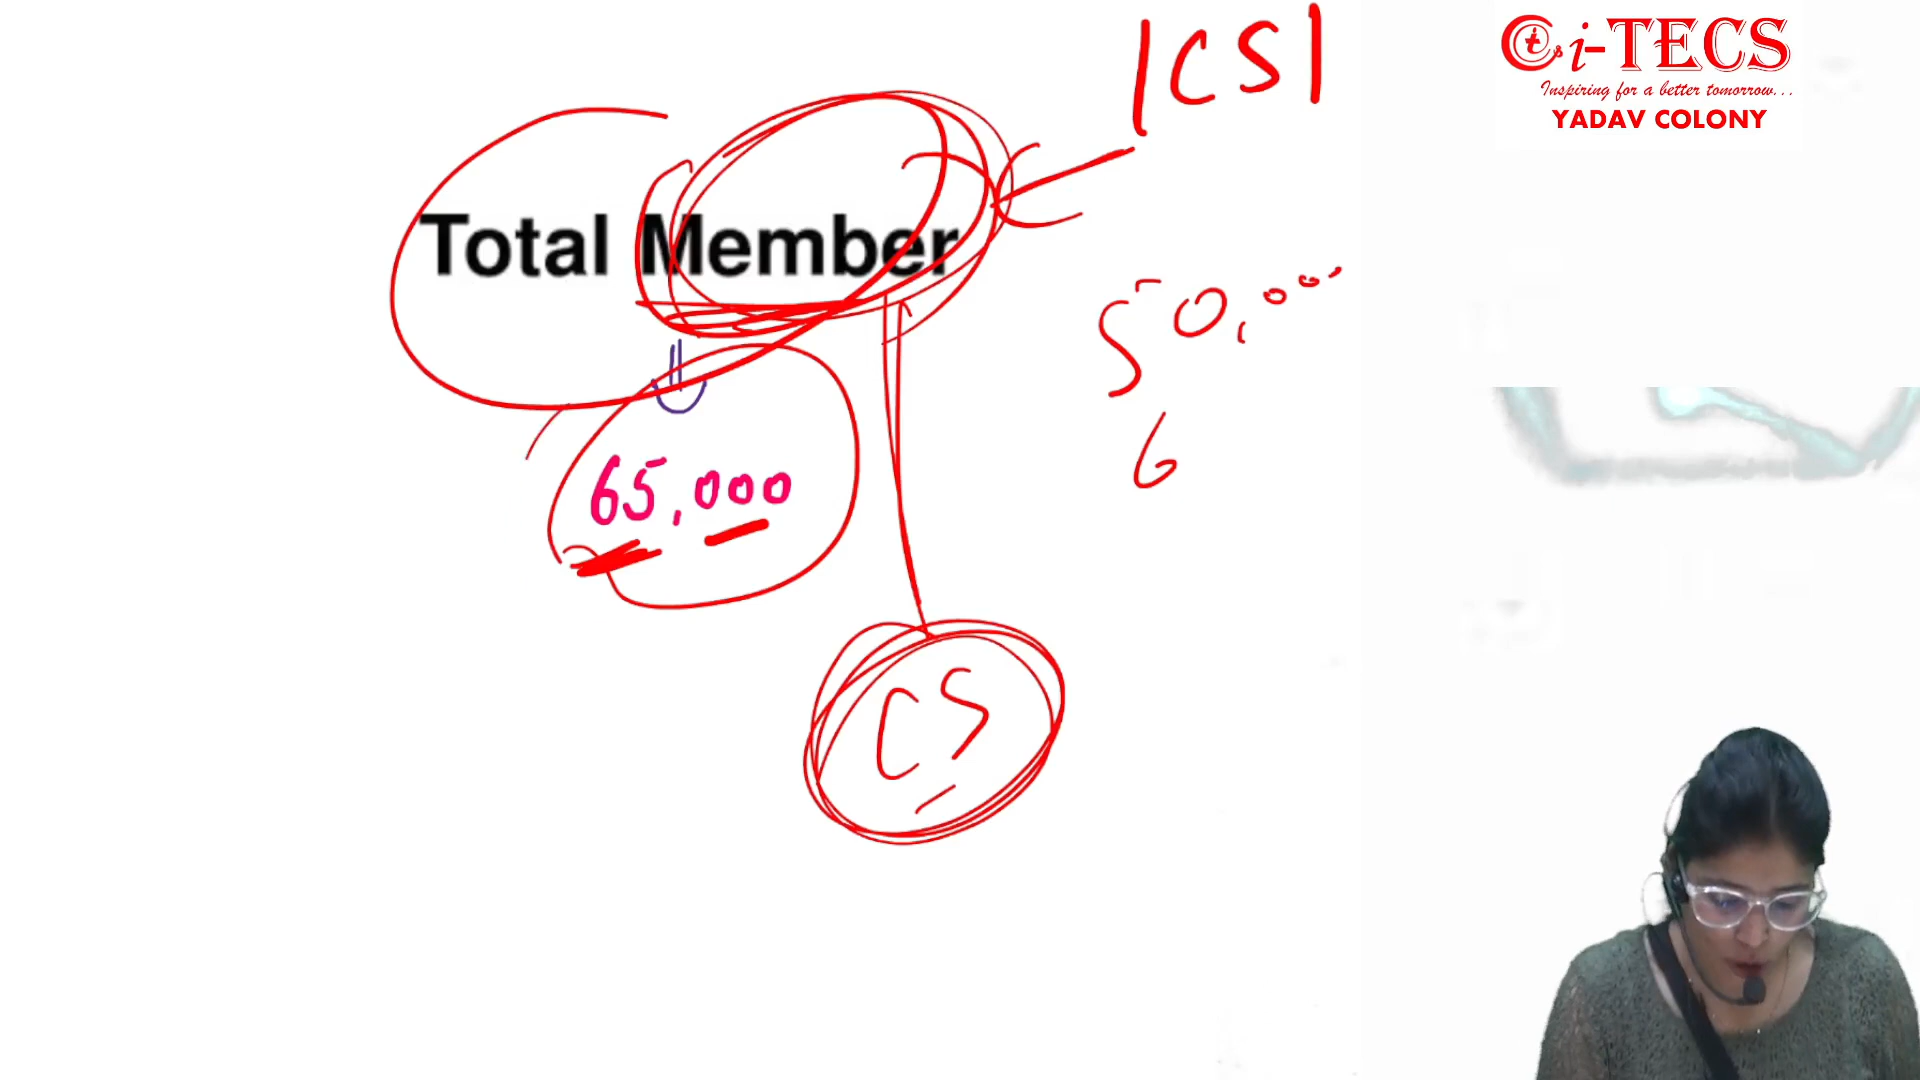 ICSI
i-TECS
Inspiring for a better tomorrow...
YADAV COLONY
Total Member
50,000
6
65,000
CS